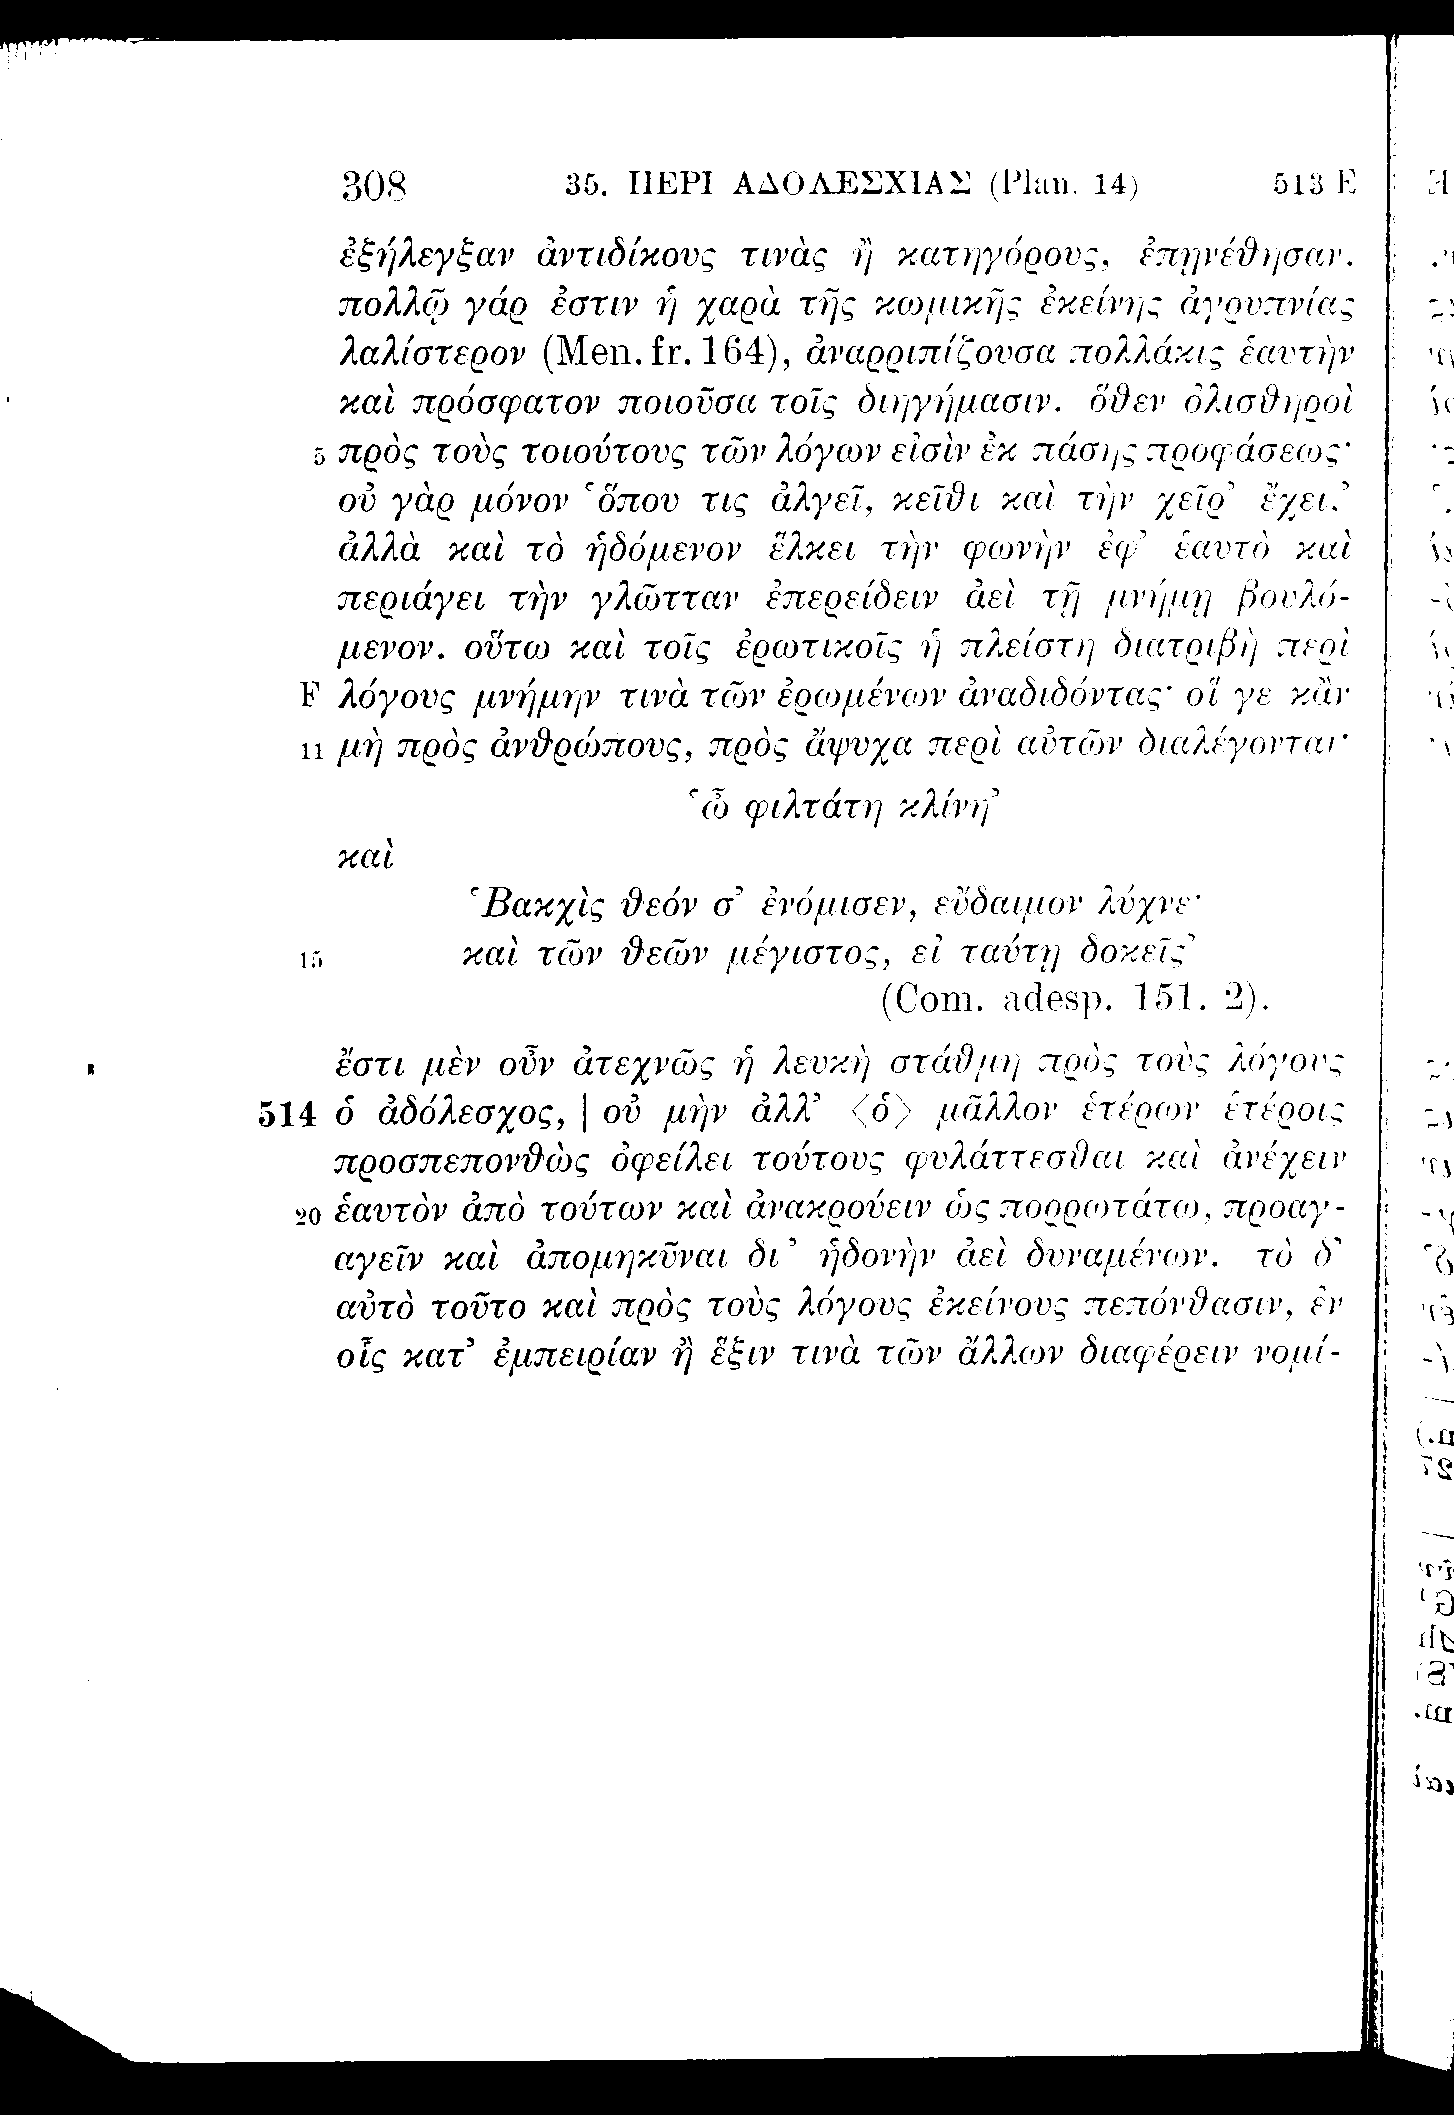 308 35. ΠΕΡΙ ΑΔΟΛΕΣΧΙΑΣ (Plan. 14) 513 E
ἐξήλεγξαν ἀντιδίκους τινὰς ἢ κατηγόρους, ἐπῃνέθησαν.
πολλῷ γάρ ἐστιν ἡ χαρὰ τῆς κωμικῆς ἐκείνης ἀγρυπνίας
λαλίστερον (Men. fr. 164), ἀναρριπίζουσα πολλάκις ἑαυτὴν
καὶ πρόσφατον ποιοῦσα τοῖς διηγήμασιν. ὅθεν ὀλισθηροὶ
5 πρὸς τοὺς τοιούτους τῶν λόγων εἰσὶν ἐκ πάσης προφάσεως·
οὐ γὰρ μόνον ‘ὅπου τις ἀλγεῖ, κεῖθι καὶ τὴν χεῖρ’ ἔχει,’
ἀλλὰ καὶ τὸ ἡδόμενον ἕλκει τὴν φωνὴν ἐφ’ ἑαυτὸ καὶ
περιάγει τὴν γλῶτταν ἐπερείδειν ἀεὶ τῇ μνήμῃ βουλό-
μενον. οὕτω καὶ τοῖς ἐρωτικοῖς ἡ πλείστη διατριβὴ περὶ
F λόγους μνήμην τινὰ τῶν ἐρωμένων ἀναδιδόντας· οἵ γε κἂν
11 μὴ πρὸς ἀνθρώπους, πρὸς ἄψυχα περὶ αὐτῶν διαλέγονται·
‘ὦ φιλτάτη κλίνη’
καὶ
‘Βακχὶς θεόν σ’ ἐνόμισεν, εὔδαιμον λύχνε·
15 καὶ τῶν θεῶν μέγιστος, εἰ ταύτῃ δοκεῖς’
(Com. adesp. 151. 2).
ἔστι μὲν οὖν ἀτεχνῶς ἡ λευκὴ στάθμη πρὸς τοὺς λόγους
514 ὁ ἀδόλεσχος, | οὐ μὴν ἀλλ’ 〈ὁ〉 μᾶλλον ἑτέρων ἑτέροις
προσπεπονθὼς ὀφείλει τούτους φυλάττεσθαι καὶ ἀνέχειν
20 ἑαυτὸν ἀπὸ τούτων καὶ ἀνακρούειν ὡς πορρωτάτω, προαγ-
αγεῖν καὶ ἀπομηκῦναι δι’ ἡδονὴν ἀεὶ δυναμένων. τὸ δ’
αὐτὸ τοῦτο καὶ πρὸς τοὺς λόγους ἐκείνους πεπόνθασιν, ἐν
οἷς κατ’ ἐμπειρίαν ἢ ἕξιν τινὰ τῶν ἄλλων διαφέρειν νομί-